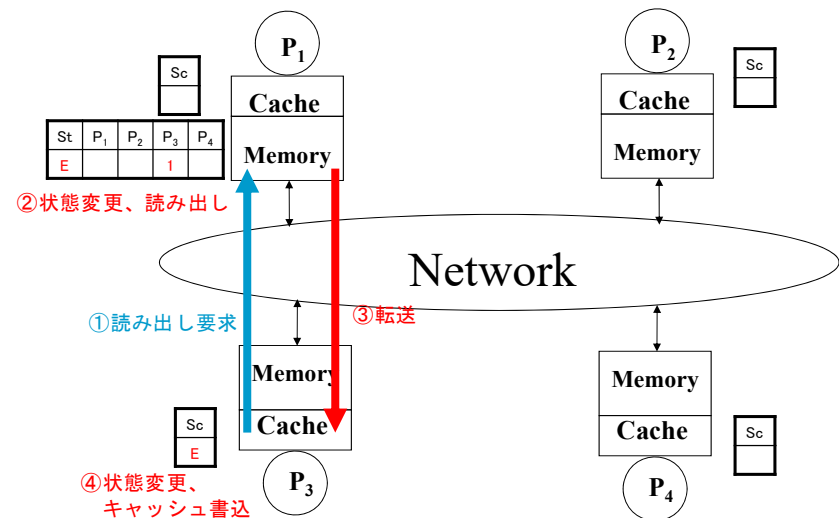 P1
P2
Sc
Sc
Cache
Cache
St P1 P2 P3 P4
E 1
Memory
Memory
②状態変更、読み出し
Network
①読み出し要求
③転送
Memory
Memory
Sc
E
Cache
Cache
Sc
④状態変更、
キャッシュ書込
P3
P4